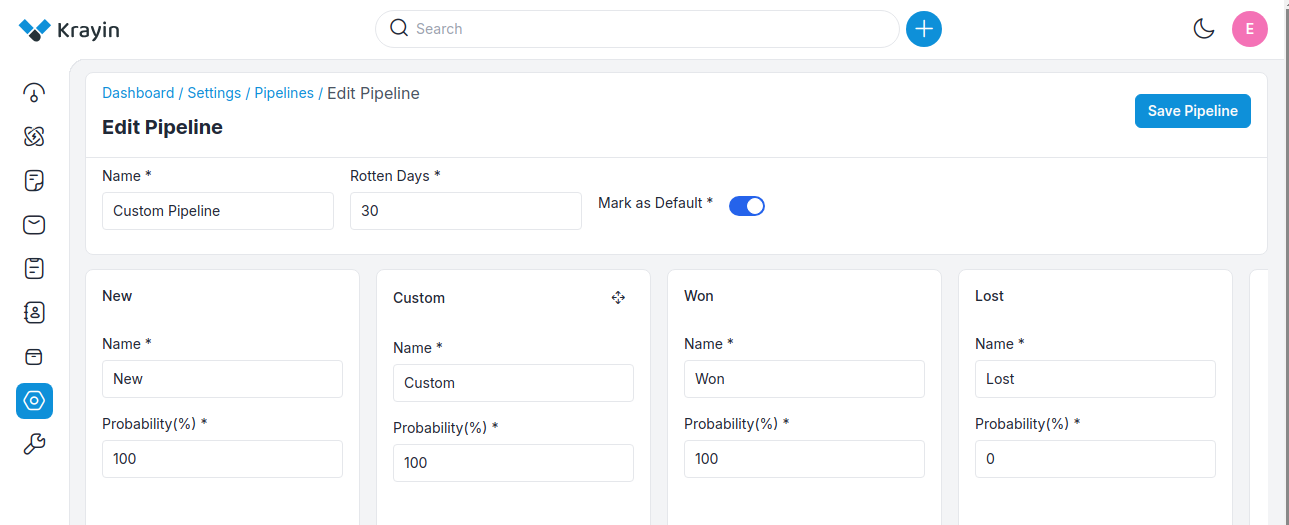 Krayin
Search
E
Dashboard / Settings / Pipelines / Edit Pipeline
Edit Pipeline
Save Pipeline
Name *
Rotten Days *
Mark as Default *
Custom Pipeline
30
New
Name *
New
Probability(%) *
100
Custom
Name *
Custom
Probability(%) *
100
Won
Name *
Won
Probability(%) *
100
Lost
Name *
Lost
Probability(%) *
0